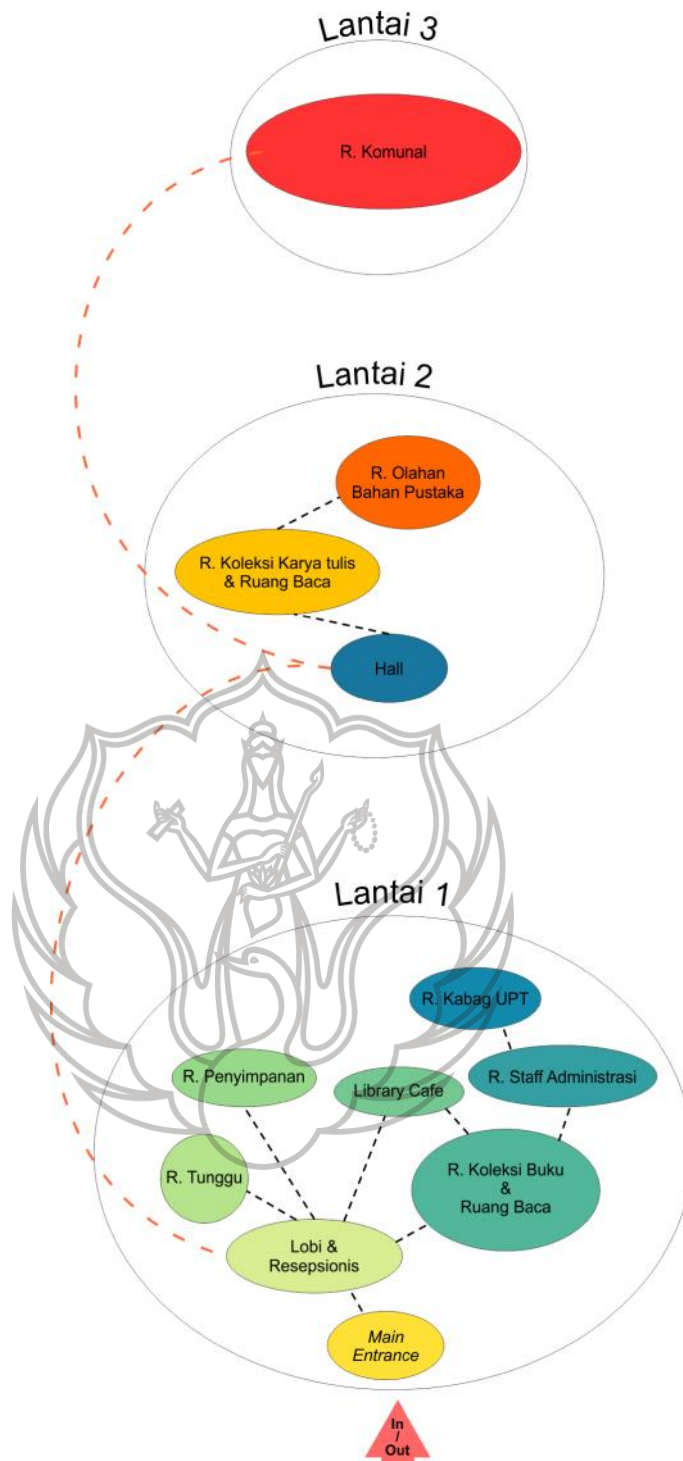 Lantai 3
R. Komunal
Lantai 2
R. Olahan
Bahan Pustaka
R. Koleksi Karya tulis
& Ruang Baca
Hall
Lantai 1
R. Kabag UPT
R. Penyimpanan
Library Cafe
R. Staff Administrasi
R. Tunggu
R. Koleksi Buku
&
Ruang Baca
Lobi &
Resepsionis
Main
Entrance
In
/
Out